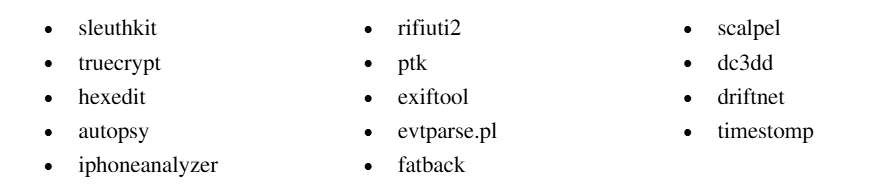 • sleuthkit
• truecrypt
• hexedit
• autopsy
• iphoneanalyzer
• rifiuti2
• ptk
• exiftool
• evtparse.pl
• fatback
• scalpel
• dc3dd
• driftnet
• timestomp